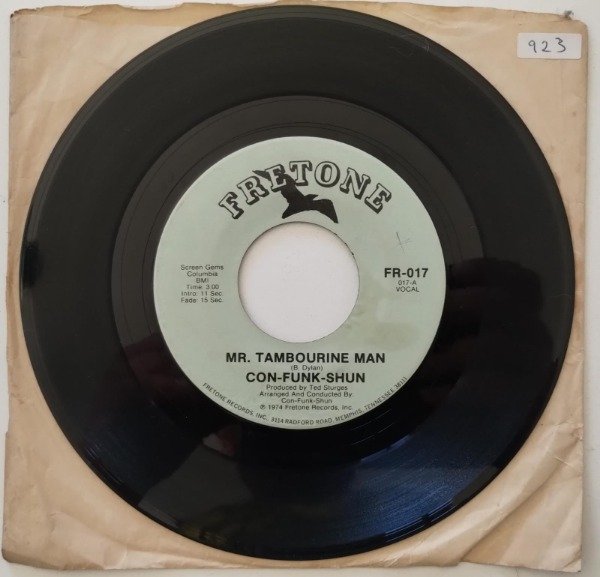 923
FRETONE
Screen Gems
Columbia
BMI
Time: 3:00
Intro: 11 Sec.
Fade: 15 Sec.
FR-017
017-A
VOCAL
MR. TAMBOURINE MAN
(B. Dylan)
CON-FUNK-SHUN
Produced by Ted Sturges
Arranged And Conducted By:
Con-Funk-Shun
℗ 1974 Fretone Records, Inc.
FRETONE RECORDS, INC. RADFORD ROAD, MEMPHIS, TENNESSEE